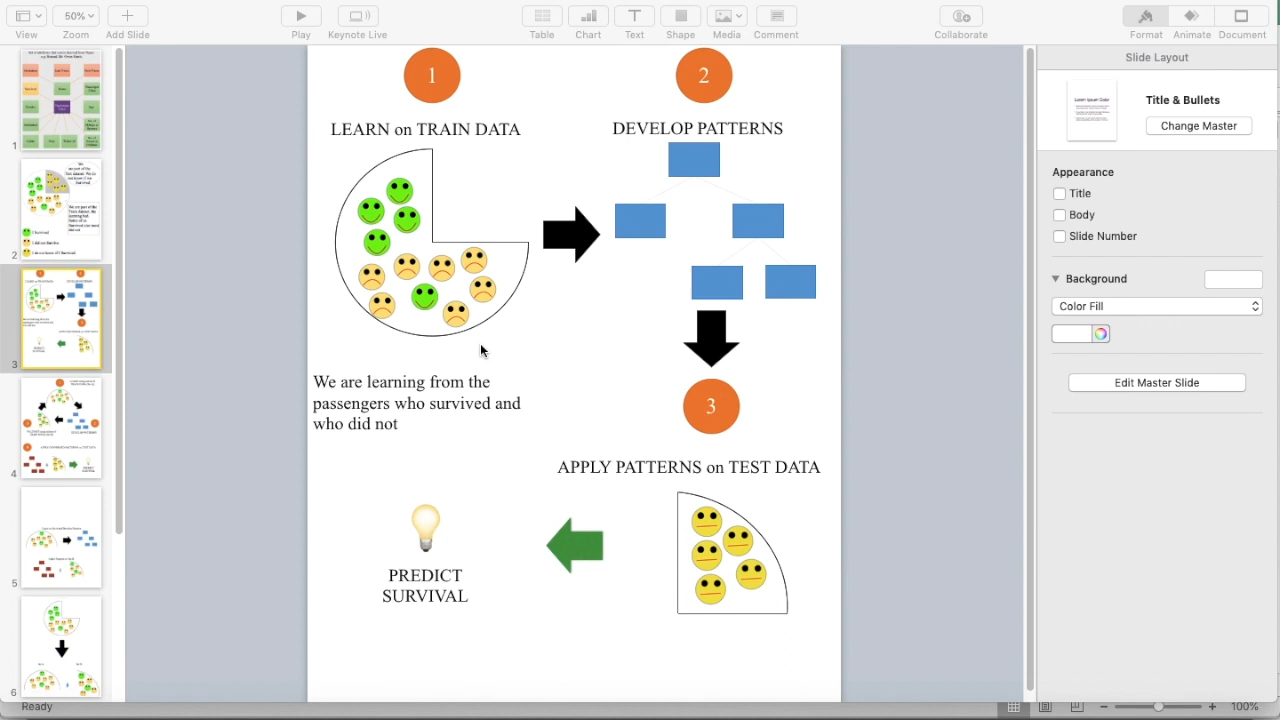 50%
View
Zoom
Add Slide
Play
Keynote Live
Table
Chart
Text
Shape
Media
Comment
Collaborate
Format
Animate
Document
Slide Layout
Title & Bullets
Change Master
Appearance
Title
Body
Slide Number
Background
Color Fill
Edit Master Slide
1
2
3
4
5
6
1
LEARN on TRAIN DATA
2
DEVELOP PATTERNS
We are learning from the
passengers who survived and
who did not
3
APPLY PATTERNS on TEST DATA
PREDICT
SURVIVAL
Ready
100%